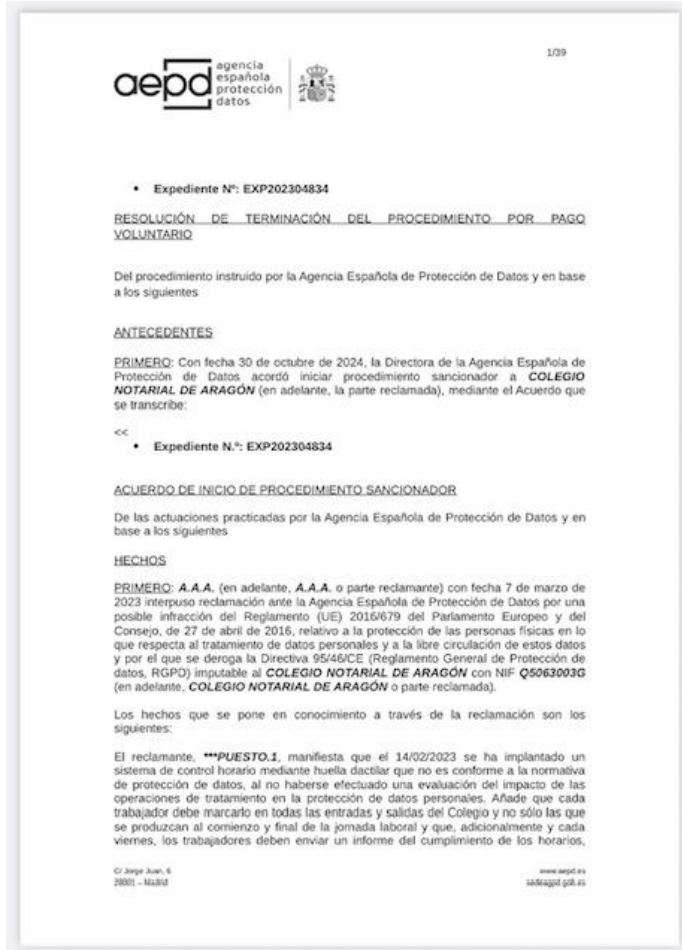 1/39
aepd agencia
española
protección
datos
• Expediente Nº: EXP202304834
RESOLUCIÓN DE TERMINACIÓN DEL PROCEDIMIENTO POR PAGO
VOLUNTARIO
Del procedimiento instruido por la Agencia Española de Protección de Datos y en base
a los siguientes
ANTECEDENTES
PRIMERO: Con fecha 30 de octubre de 2024, la Directora de la Agencia Española de
Protección de Datos acordó iniciar procedimiento sancionador a COLEGIO
NOTARIAL DE ARAGÓN (en adelante, la parte reclamada), mediante el Acuerdo que
se transcribe:
<<
• Expediente N.º: EXP202304834
ACUERDO DE INICIO DE PROCEDIMIENTO SANCIONADOR
De las actuaciones practicadas por la Agencia Española de Protección de Datos y en
base a los siguientes
HECHOS
PRIMERO: A.A.A. (en adelante, A.A.A. o parte reclamante) con fecha 7 de marzo de
2023 interpuso reclamación ante la Agencia Española de Protección de Datos por una
posible infracción del Reglamento (UE) 2016/679 del Parlamento Europeo y del
Consejo, de 27 de abril de 2016, relativo a la protección de las personas físicas en lo
que respecta al tratamiento de datos personales y a la libre circulación de estos datos
y por el que se deroga la Directiva 95/46/CE (Reglamento General de Protección de
datos, RGPD) imputable al COLEGIO NOTARIAL DE ARAGÓN con NIF Q5063003G
(en adelante, COLEGIO NOTARIAL DE ARAGÓN o parte reclamada).
Los hechos que se pone en conocimiento a través de la reclamación son los
siguientes:
El reclamante, ***PUESTO.1, manifiesta que el 14/02/2023 se ha implantado un
sistema de control horario mediante huella dactilar que no es conforme a la normativa
de protección de datos, al no haberse efectuado una evaluación del impacto de las
operaciones de tratamiento en la protección de datos personales. Añade que cada
trabajador debe marcarlo en todas las entradas y salidas del Colegio y no sólo las que
se produzcan al comienzo y final de la jornada laboral y que, adicionalmente y cada
viernes, los trabajadores deben enviar un informe del cumplimiento de los horarios,
C/ Jorge Juan, 6
28001 – Madrid
www.aepd.es
sedeagpd.gob.es